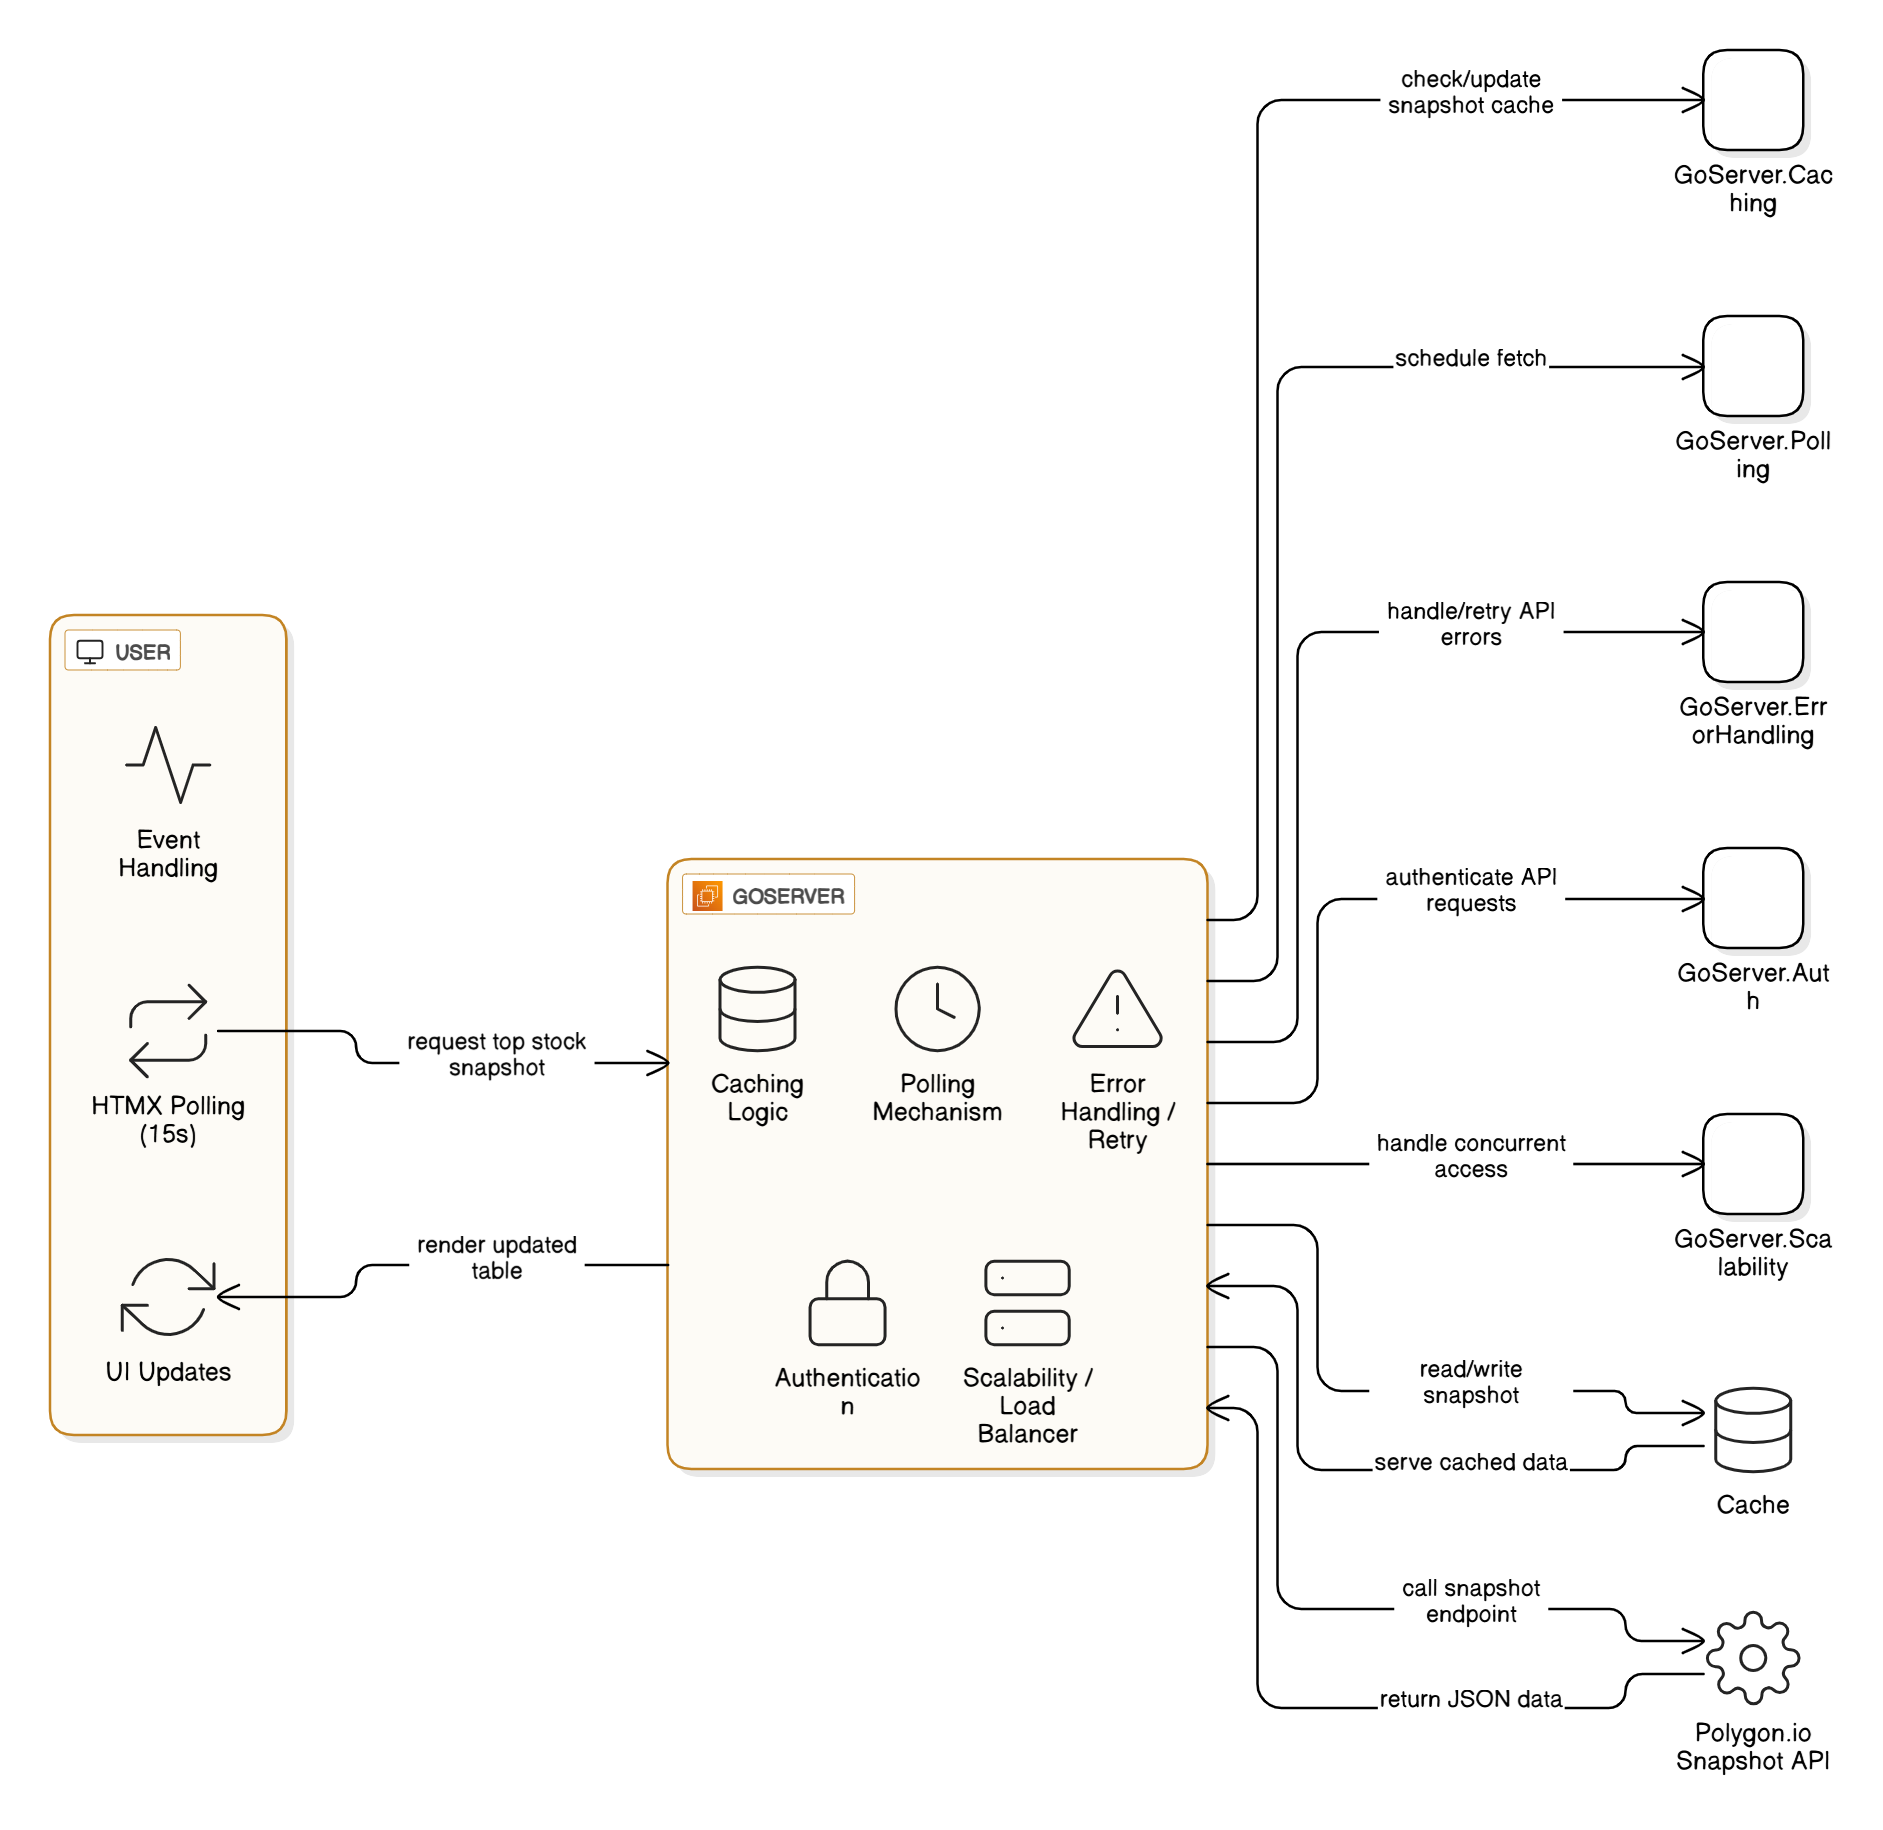 check/update
snapshot cache
GoServer.Cac
hing
schedule fetch
GoServer.Poll
ing
handle/retry API
errors
GoServer.Err
orHandling
USER
Event
Handling
HTMX Polling
(15s)
UI Updates
request top stock
snapshot
render updated
table
GOSERVER
Caching
Logic
Polling
Mechanism
Error
Handling /
Retry
Authenticatio
n
Scalability /
Load
Balancer
authenticate API
requests
GoServer.Aut
h
handle concurrent
access
GoServer.Sca
lability
read/write
snapshot
serve cached data
Cache
call snapshot
endpoint
return JSON data
Polygon.io
Snapshot API